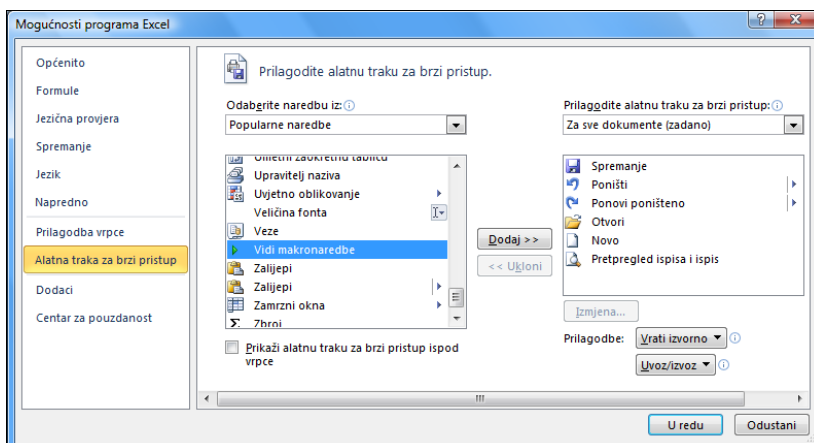 Mogućnosti programa Excel
Općenito
Formule
Jezična provjera
Spremanje
Jezik
Napredno
Prilagodba vrpce
Alatna traka za brzi pristup
Dodaci
Centar za pouzdanost
Prilagodite alatnu traku za brzi pristup.
Odaberite naredbu iz:
Popularne naredbe
Umetni zaokretnu tablicu
Upravitelj naziva
Uvjetno oblikovanje
Veličina fonta
Veze
Vidi makronaredbe
Zalijepi
Zalijepi
Zamrzni okna
Zbroj
Prikaži alatnu traku za brzi pristup ispod
vrpce
Dodaj >>
<< Ukloni
Prilagodite alatnu traku za brzi pristup:
Za sve dokumente (zadano)
Spremanje
Poništi
Ponovi poništeno
Otvori
Novo
Pretpregled ispisa i ispis
Izmjena...
Prilagodbe: Vrati izvorno
Uvoz/izvoz
U redu Odustani